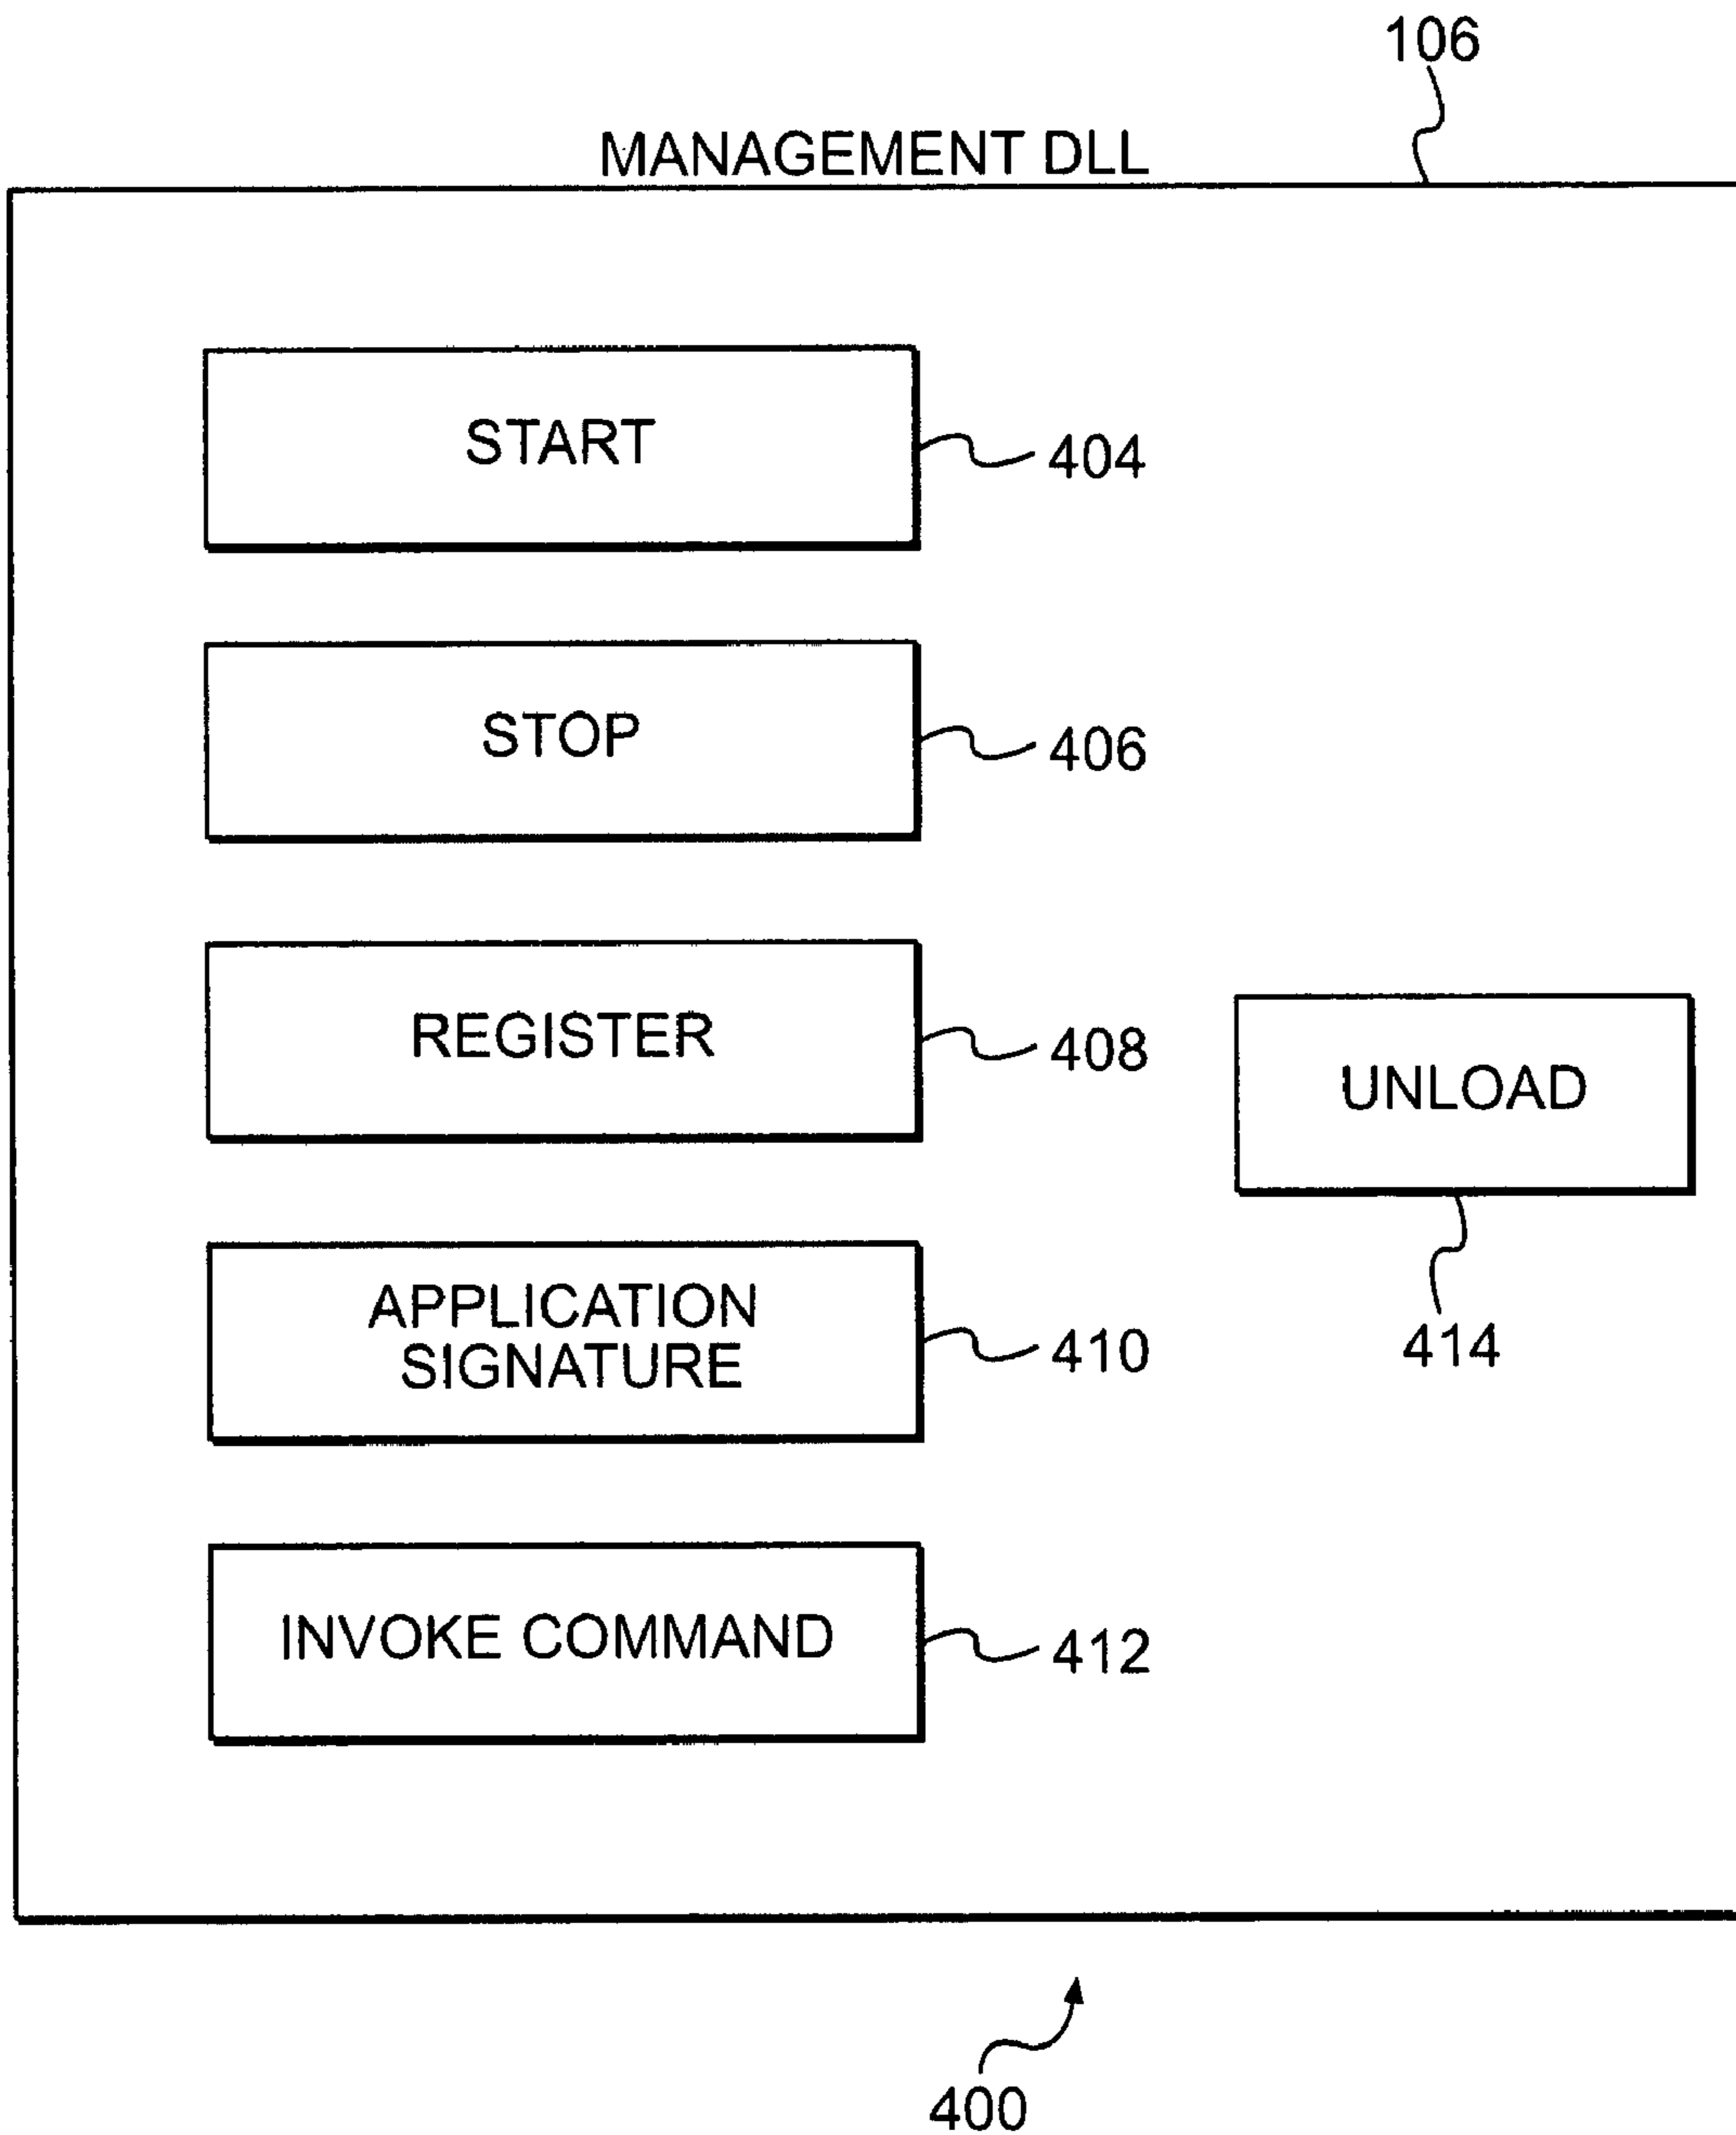 106
MANAGEMENT DLL
START
404
STOP
406
REGISTER
408
UNLOAD
414
APPLICATION
SIGNATURE
410
INVOKE COMMAND
412
400